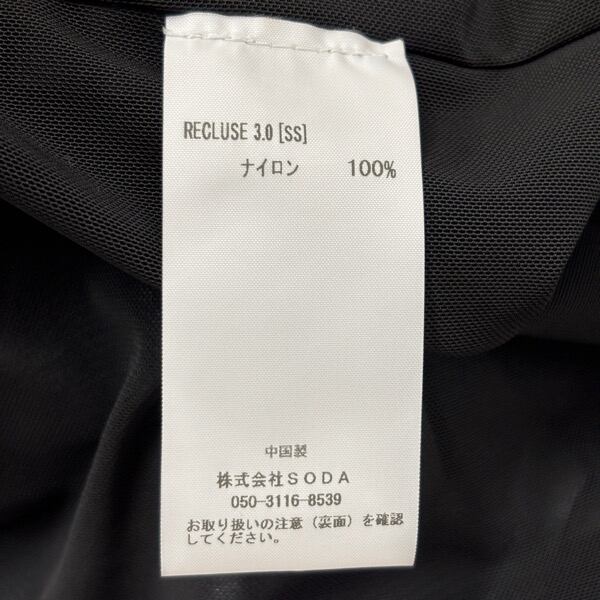 RECLUSE 3.0 [SS]
ナイロン 100%
中国製
株式会社SODA
050-3116-8539
お取り扱いの注意(裏面)を確認
してください。